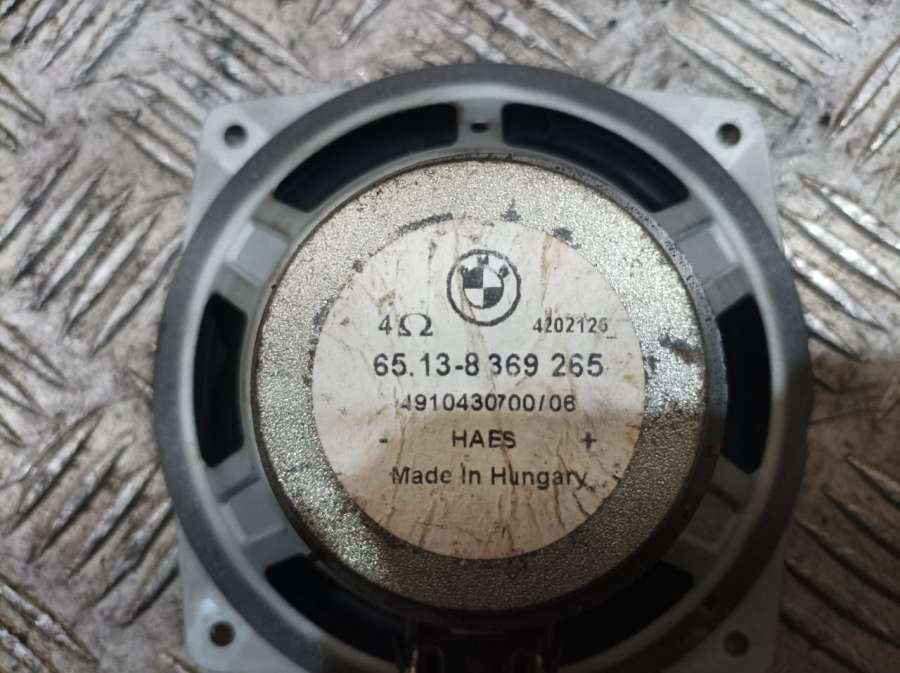 4Ω 4202126
65.13-8 369 265
4910430700/06
- HAES +
Made In Hungary